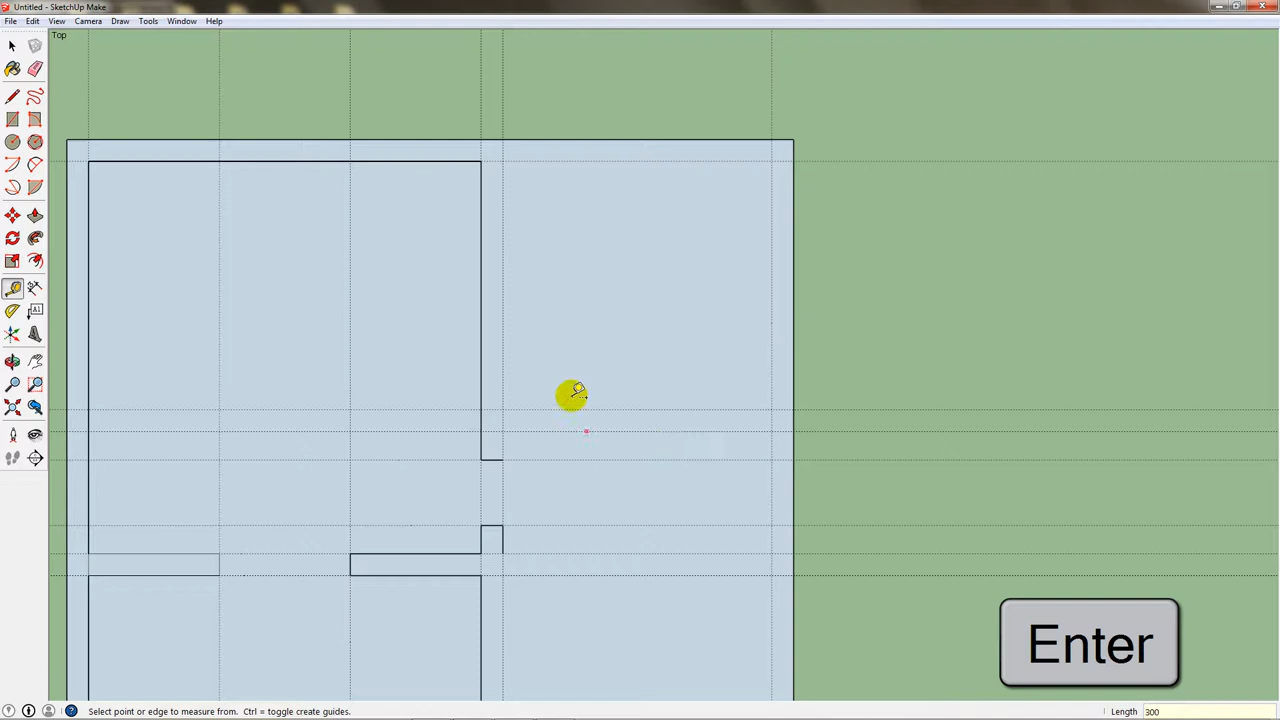 Untitled - SketchUp Make
File Edit View Camera Draw Tools Window Help
Top
A1
Enter
Select point or edge to measure from. Ctrl = toggle create guides. Length 300